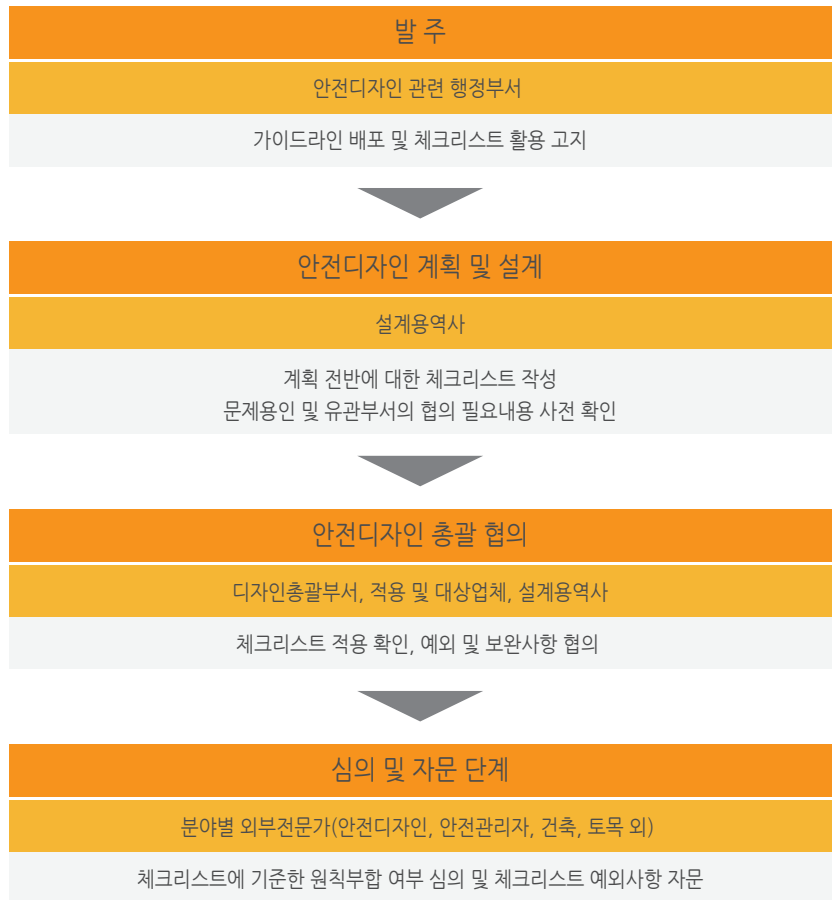 발 주
안전디자인 관련 행정부서
가이드라인 배포 및 체크리스트 활용 고지
안전디자인 계획 및 설계
설계용역사
계획 전반에 대한 체크리스트 작성
문제용인 및 유관부서의 협의 필요내용 사전 확인
안전디자인 총괄 협의
디자인총괄부서, 적용 및 대상업체, 설계용역사
체크리스트 적용 확인, 예외 및 보완사항 협의
심의 및 자문 단계
분야별 외부전문가(안전디자인, 안전관리자, 건축, 토목 외)
체크리스트에 기준한 원칙부합 여부 심의 및 체크리스트 예외사항 자문